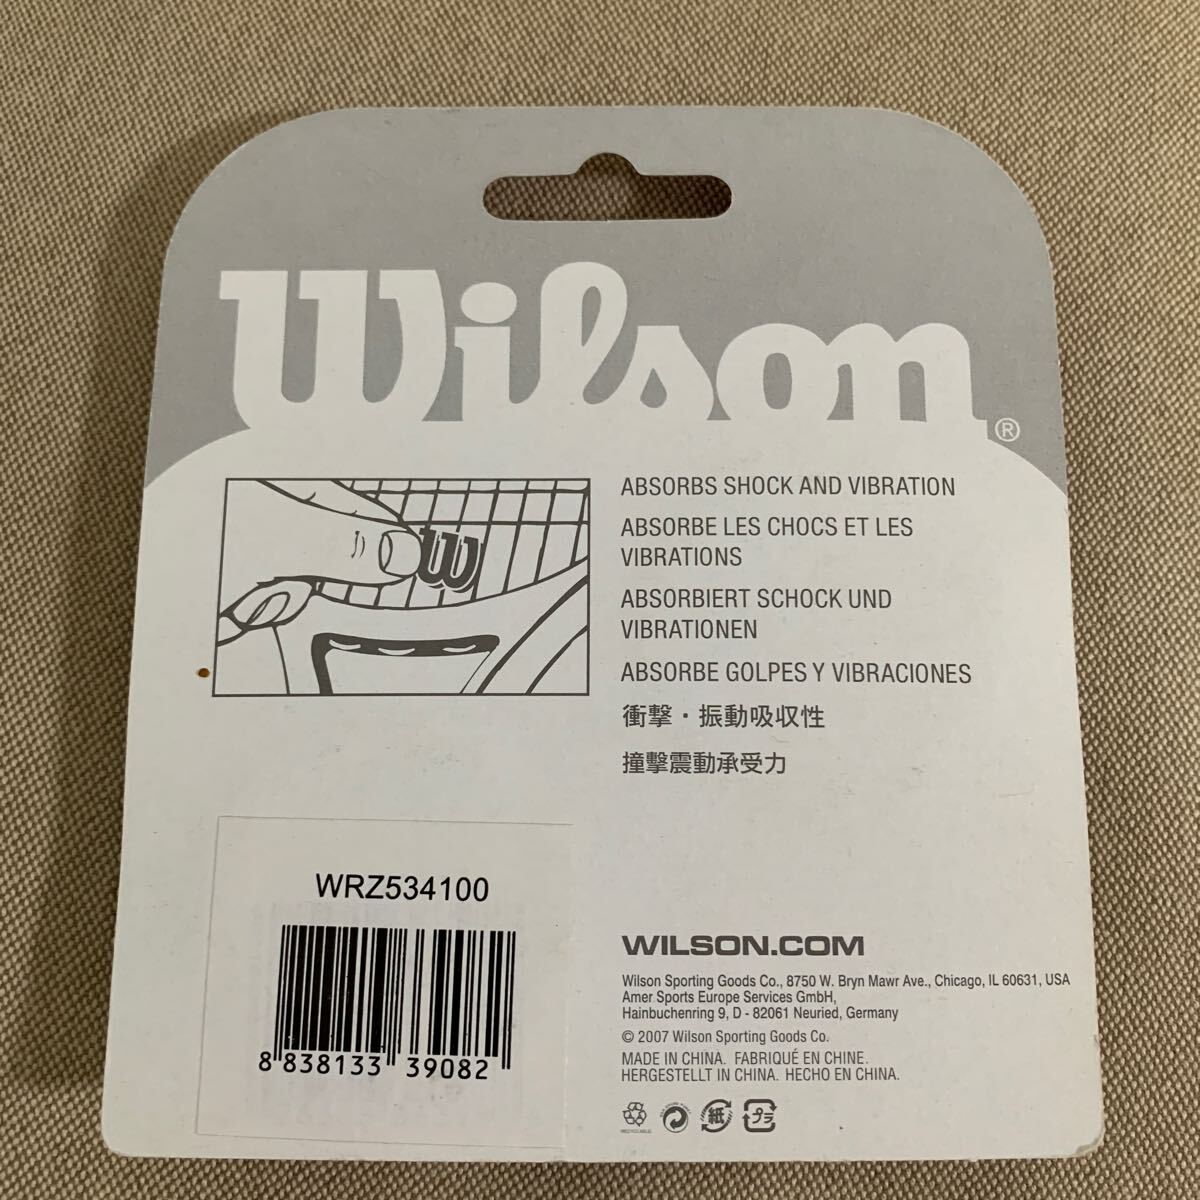 Wilson®
W
ABSORBS SHOCK AND VIBRATION
ABSORBE LES CHOCS ET LES
VIBRATIONS
ABSORBIERT SCHOCK UND
VIBRATIONEN
ABSORBE GOLPES Y VIBRACIONES
衝撃・振動吸収性
撞擊震動承受力
WRZ534100
8 838133 39082
WILSON.COM
Wilson Sporting Goods Co., 8750 W. Bryn Mawr Ave., Chicago, IL 60631, USA
Amer Sports Europe Services GmbH,
Hainbuchenring 9, D - 82061 Neuried, Germany
© 2007 Wilson Sporting Goods Co.
MADE IN CHINA. FABRIQUÉ EN CHINE.
HERGESTELLT IN CHINA. HECHO EN CHINA.
紙 プラ